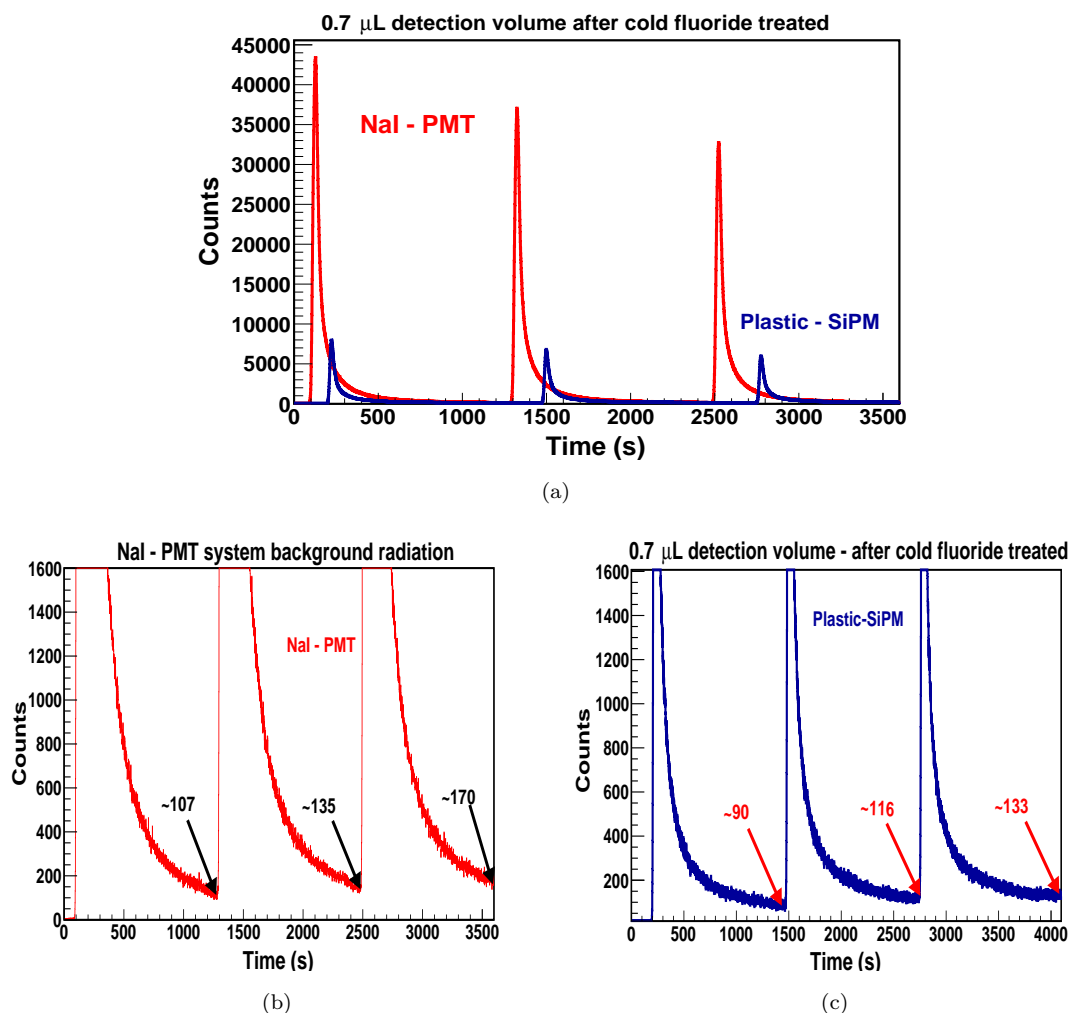 0.7 μL detection volume after cold fluoride treated
45000
40000
35000
30000
25000
20000
15000
10000
5000
0
Counts
NaI - PMT
Plastic - SiPM
0 500 1000 1500 2000 2500 3000 3500
Time (s)
(a)
NaI - PMT system background radiation
1600
1400
1200
1000
800
600
400
200
0
Counts
NaI - PMT
~107
~135
~170
0 500 1000 1500 2000 2500 3000 3500
Time (s)
(b)
0.7 μL detection volume - after cold fluoride treated
1600
1400
1200
1000
800
600
400
200
Counts
Plastic-SiPM
~90
~116
~133
0 500 1000 1500 2000 2500 3000 3500 4000
Time (s)
(c)